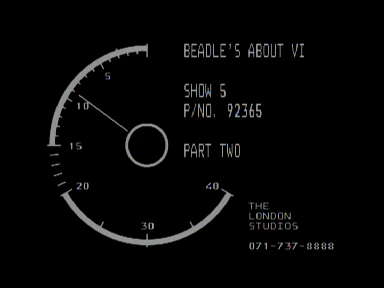 BEADLE'S ABOUT VI
SHOW 5
P/NO. 92365
PART TWO
5
10
15
20
30
40
THE
LONDON
STUDIOS
071-737-8888